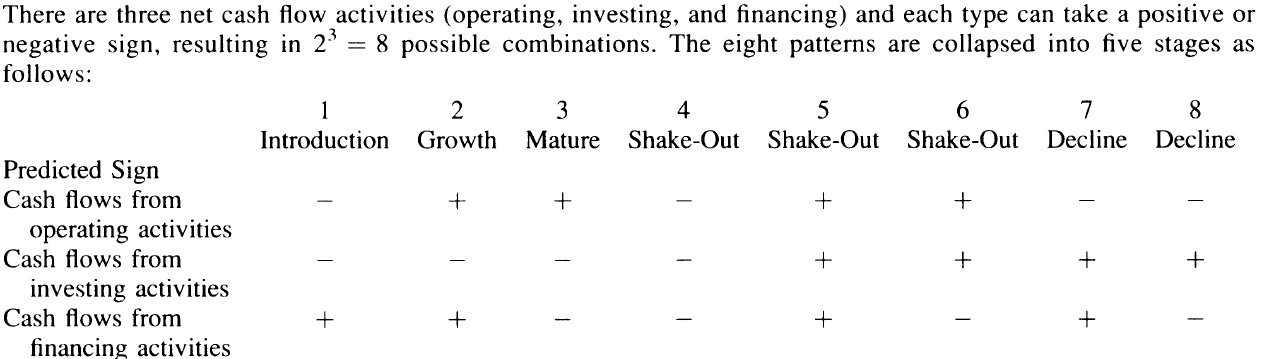 There are three net cash flow activities (operating, investing, and financing) and each type can take a positive or
negative sign, resulting in 2³ = 8 possible combinations. The eight patterns are collapsed into five stages as
follows:
1 2 3 4 5 6 7 8
Introduction Growth Mature Shake-Out Shake-Out Shake-Out Decline Decline
Predicted Sign
Cash flows from − + + − + + − −
operating activities
Cash flows from − − − − + + + +
investing activities
Cash flows from + + − − + − + −
financing activities